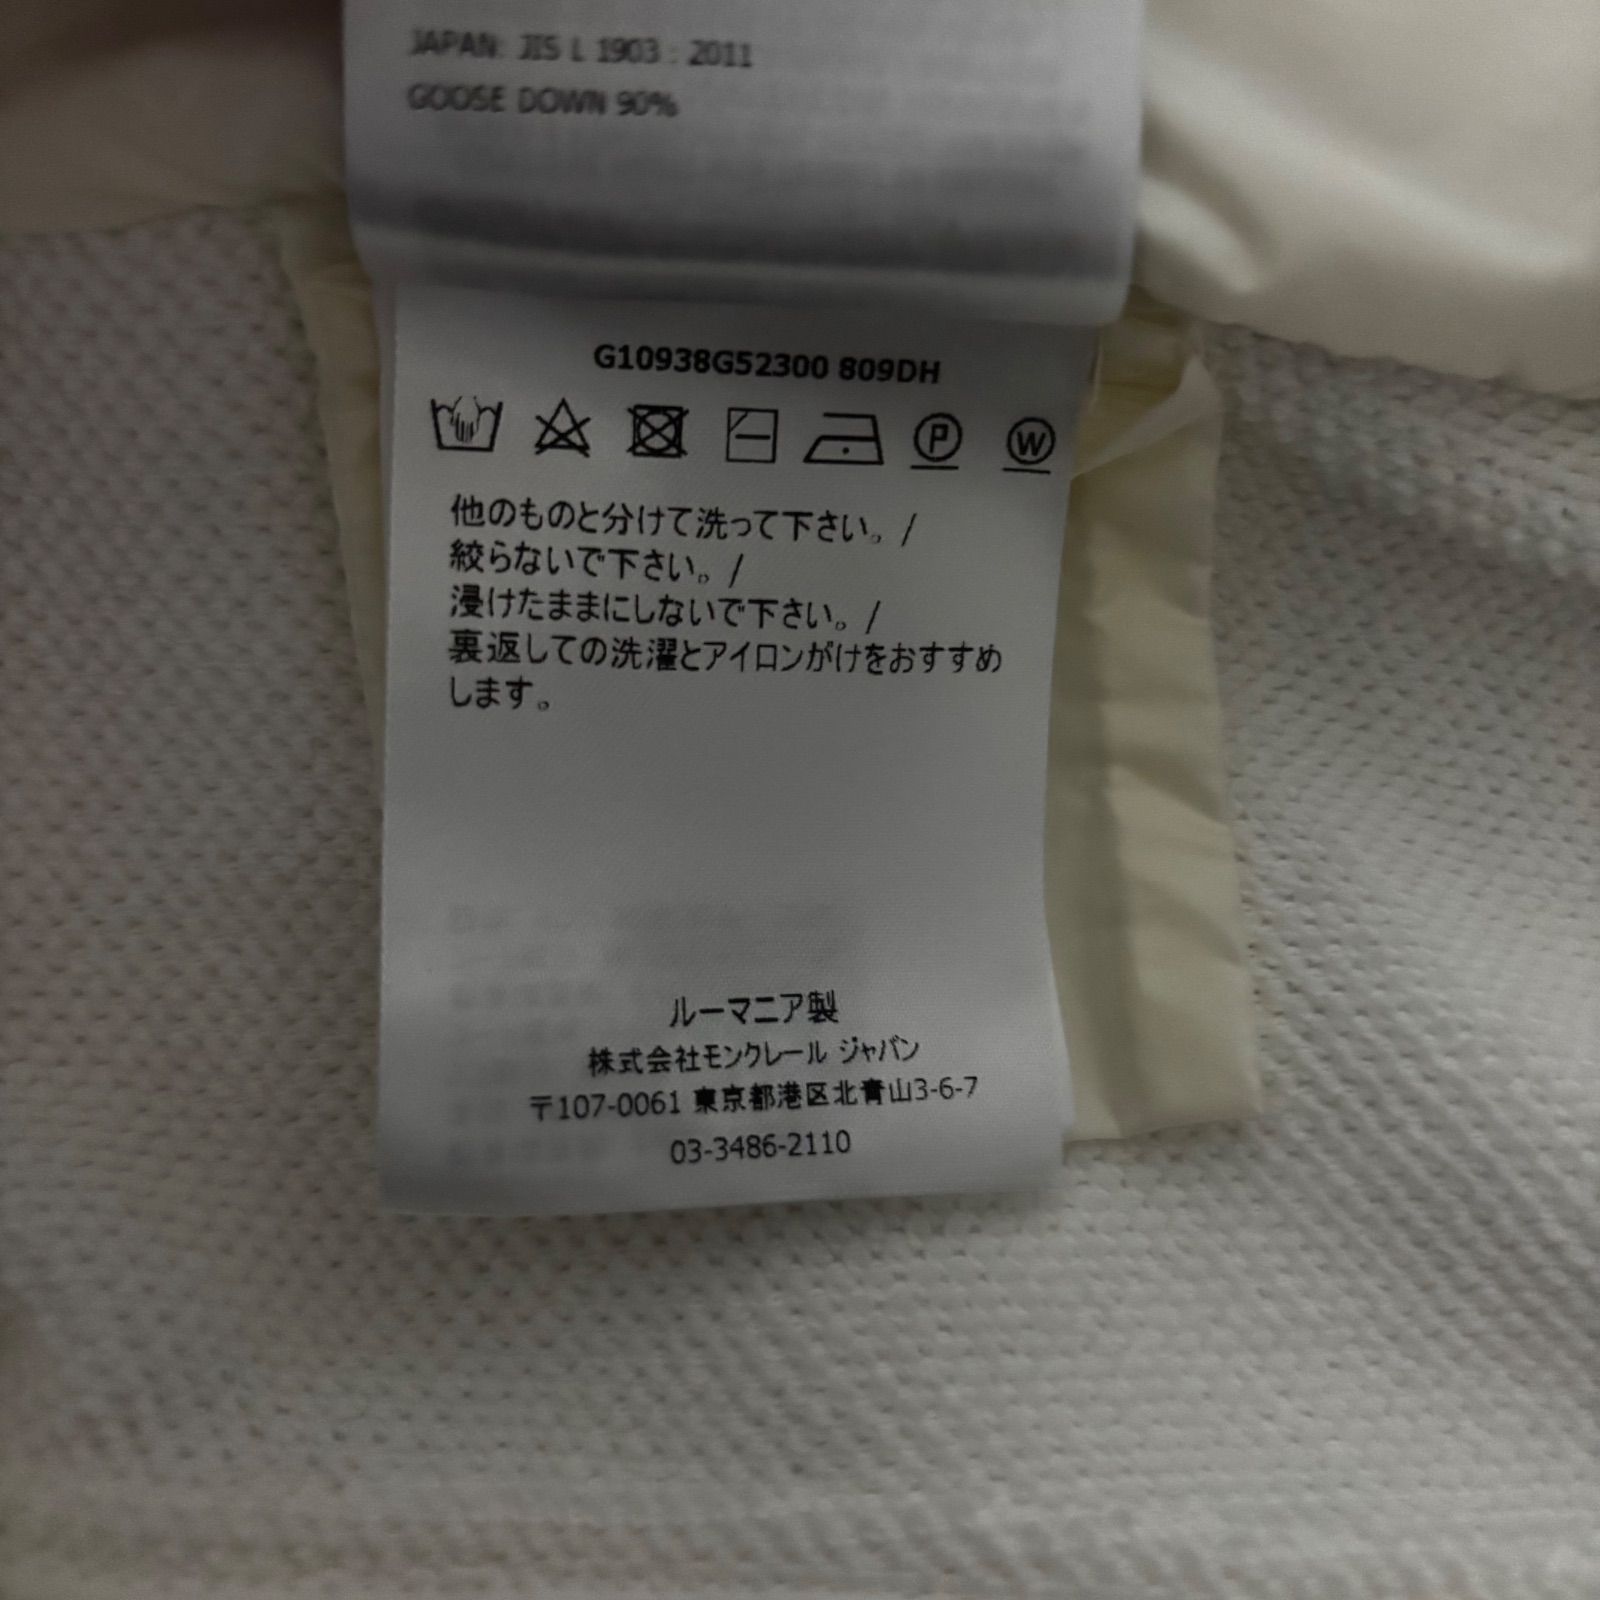 JAPAN: JIS L 1903 : 2011
GOOSE DOWN 90%
G10938G52300 809DH
P W
他のものと分けて洗って下さい。/
絞らないで下さい。/
浸けたままにしないで下さい。/
裏返しての洗濯とアイロンがけをおすすめ
します。
ルーマニア製
株式会社モンクレール ジャパン
〒107-0061 東京都港区北青山3-6-7
03-3486-2110